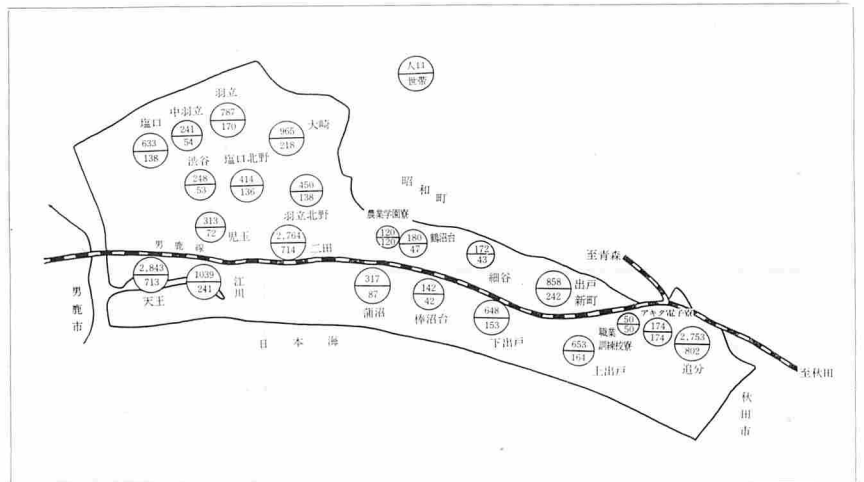 人口
世帯
羽立
787
170
中羽立
241
54
塩口
633
138
大崎
965
218
渋谷
248
53
塩口北野
414
136
450
138
羽立北野
昭和町
313
72
児玉
農業学園寮
120
120
180
47
鶴沼台
172
43
細谷
男鹿線
2,764
714
二田
至青森
2,843
713
天王
1039
241
江川
317
87
蒲沼
142
42
棒沼台
858
242
出戸
新町
648
153
下出戸
アキタ電子寮
174
174
50
50
職業
訓練校寮
2,753
802
追分
653
164
上出戸
男鹿市
日本海
至秋田
秋田市